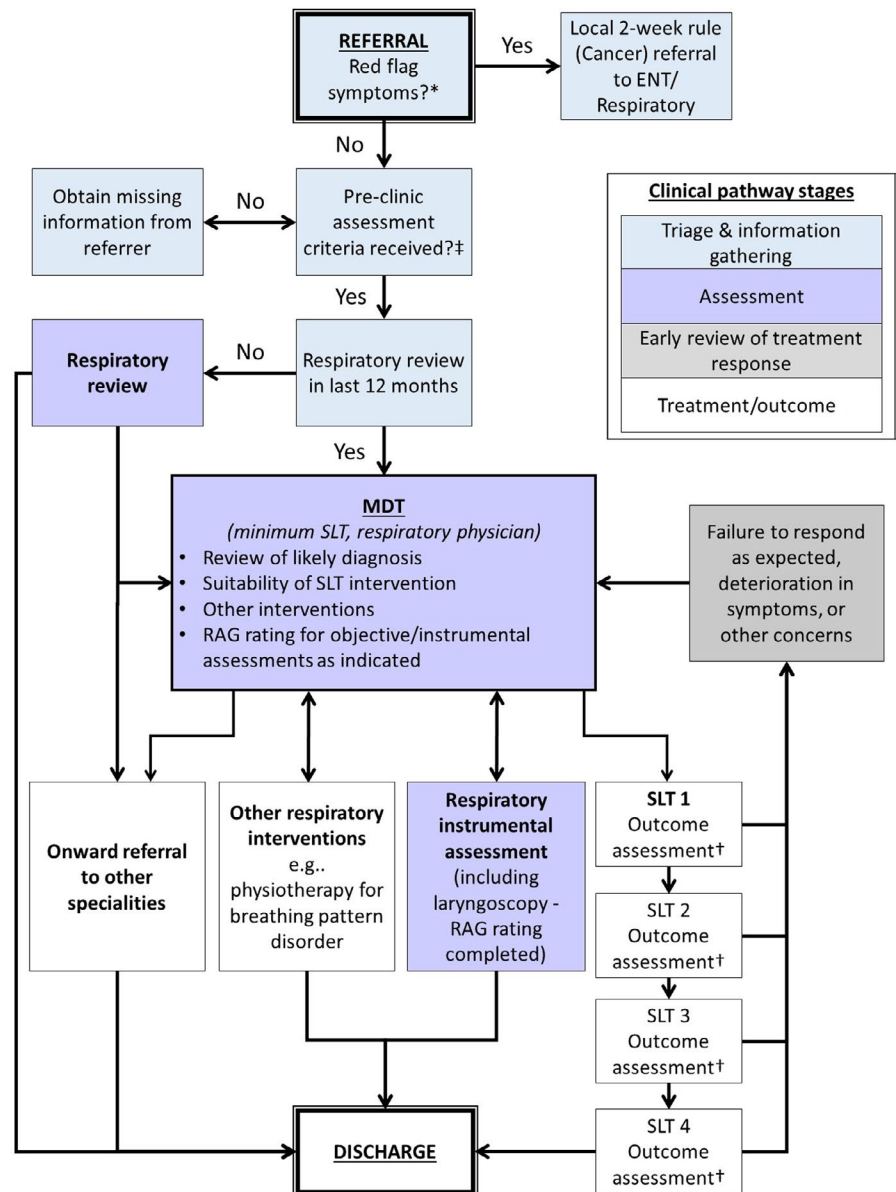 REFERRAL
Red flag
symptoms?*
Yes
Local 2-week rule
(Cancer) referral
to ENT/
Respiratory
No
Obtain missing
information from
referrer
No
Pre-clinic
assessment
criteria received?‡
Clinical pathway stages
Triage & information
gathering
Assessment
Early review of treatment
response
Treatment/outcome
Yes
Respiratory
review
No
Respiratory review
in last 12 months
Yes
MDT
(minimum SLT, respiratory physician)
• Review of likely diagnosis
• Suitability of SLT intervention
• Other interventions
• RAG rating for objective/instrumental
assessments as indicated
Failure to respond
as expected,
deterioration in
symptoms, or
other concerns
Onward referral
to other
specialities
Other respiratory
interventions
e.g..
physiotherapy for
breathing pattern
disorder
Respiratory
instrumental
assessment
(including
laryngoscopy -
RAG rating
completed)
SLT 1
Outcome
assessment†
SLT 2
Outcome
assessment†
SLT 3
Outcome
assessment†
SLT 4
Outcome
assessment†
DISCHARGE